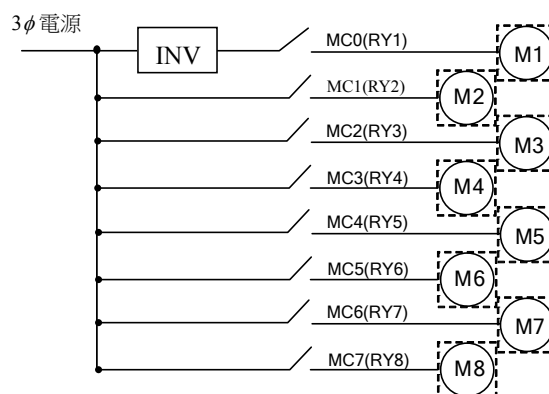 3ϕ電源
INV
MC0(RY1)
M1
MC1(RY2)
M2
MC2(RY3)
M3
MC3(RY4)
M4
MC4(RY5)
M5
MC5(RY6)
M6
MC6(RY7)
M7
MC7(RY8)
M8